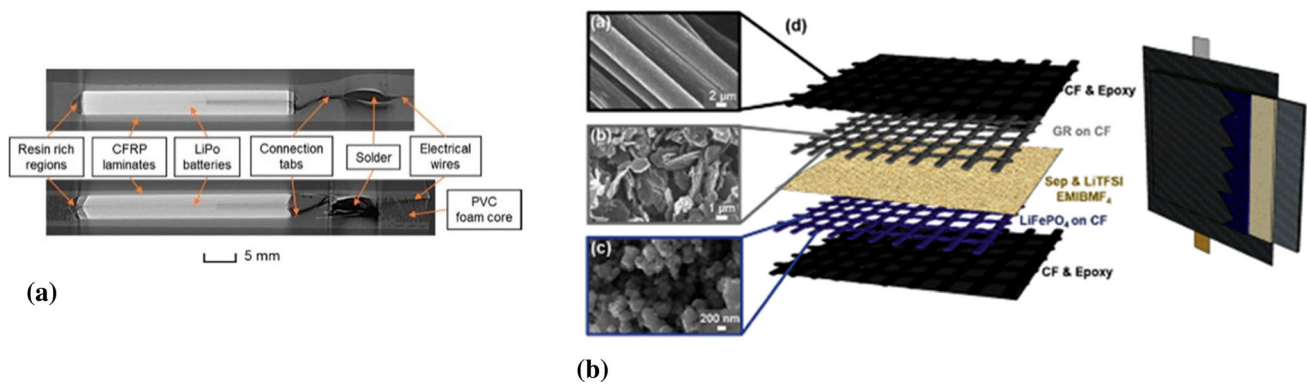 Resin rich
regions
CFRP
laminates
LiPo
batteries
Connection
tabs
Solder
Electrical
wires
PVC
foam core
5 mm
(a)
(a)
2 µm
(b)
1 µm
(c)
200 nm
(d)
CF & Epoxy
GR on CF
Sep & LiTFSI
EMIBMF₄
LiFePO₄ on CF
CF & Epoxy
(b)